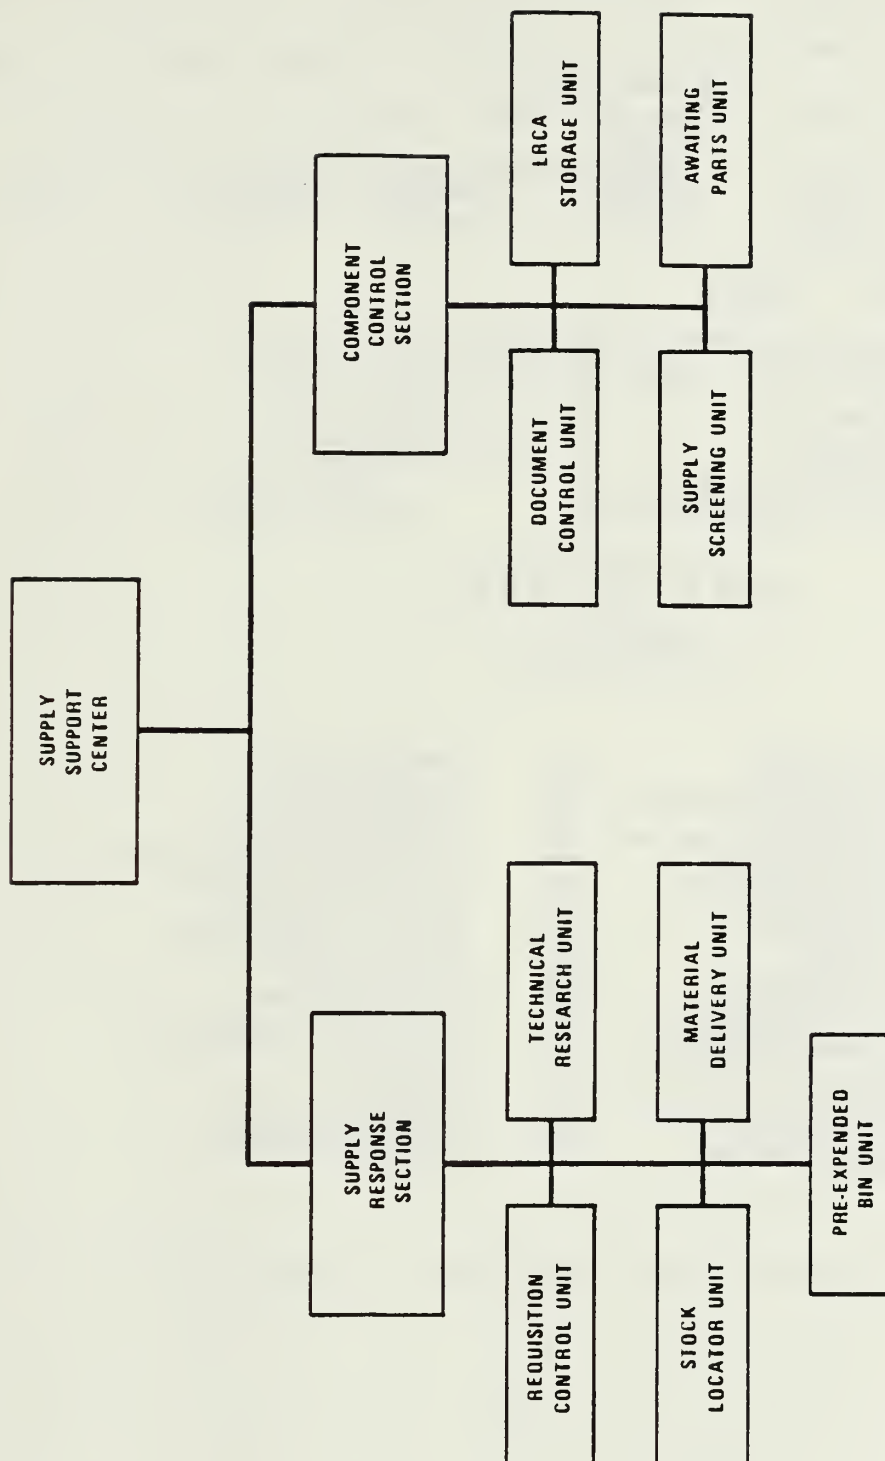 SUPPLY
SUPPORT
CENTER
SUPPLY
RESPONSE
SECTION
COMPONENT
CONTROL
SECTION
REQUISITION
CONTROL UNIT
TECHNICAL
RESEARCH UNIT
DOCUMENT
CONTROL UNIT
LRCA
STORAGE UNIT
STOCK
LOCATOR UNIT
MATERIAL
DELIVERY UNIT
SUPPLY
SCREENING UNIT
AWAITING
PARTS UNIT
PRE-EXPENDED
BIN UNIT